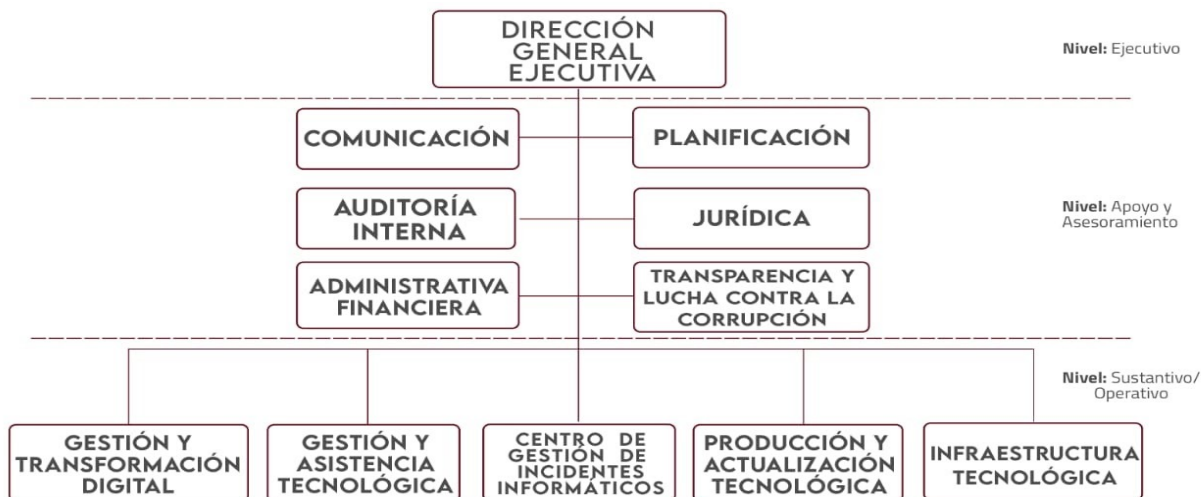 DIRECCIÓN
GENERAL
EJECUTIVA
Nivel: Ejecutivo
COMUNICACIÓN
PLANIFICACIÓN
AUDITORÍA
INTERNA
JURÍDICA
Nivel: Apoyo y
Asesoramiento
ADMINISTRATIVA
FINANCIERA
TRANSPARENCIA Y
LUCHA CONTRA LA
CORRUPCIÓN
Nivel: Sustantivo/
Operativo
GESTIÓN Y
TRANSFORMACIÓN
DIGITAL
GESTIÓN Y
ASISTENCIA
TECNOLÓGICA
CENTRO DE
GESTIÓN DE
INCIDENTES
INFORMÁTICOS
PRODUCCIÓN Y
ACTUALIZACIÓN
TECNOLÓGICA
INFRAESTRUCTURA
TECNOLÓGICA